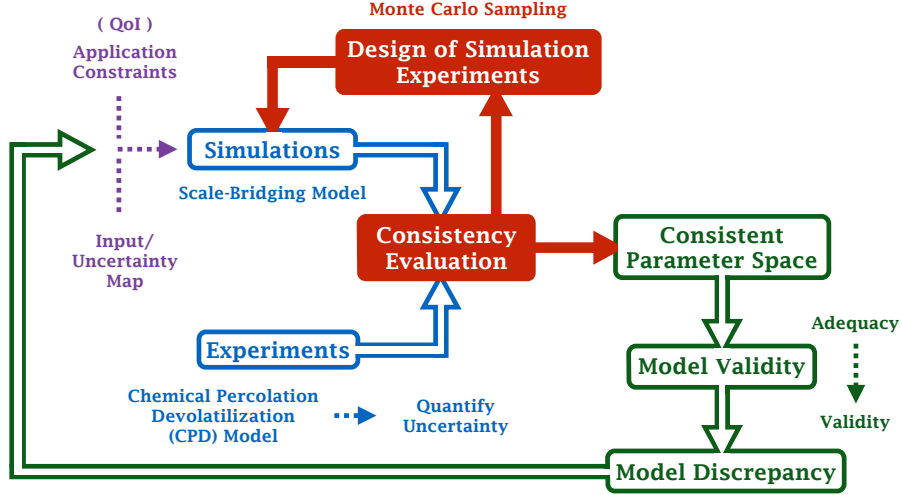 Monte Carlo Sampling
( QoI )
Application
Constraints
Design of Simulation
Experiments
Simulations
Scale-Bridging Model
Input/
Uncertainty
Map
Consistency
Evaluation
Consistent
Parameter Space
Adequacy
Experiments
Model Validity
Chemical Percolation
Devolatilization
(CPD) Model
Quantify
Uncertainty
Validity
Model Discrepancy